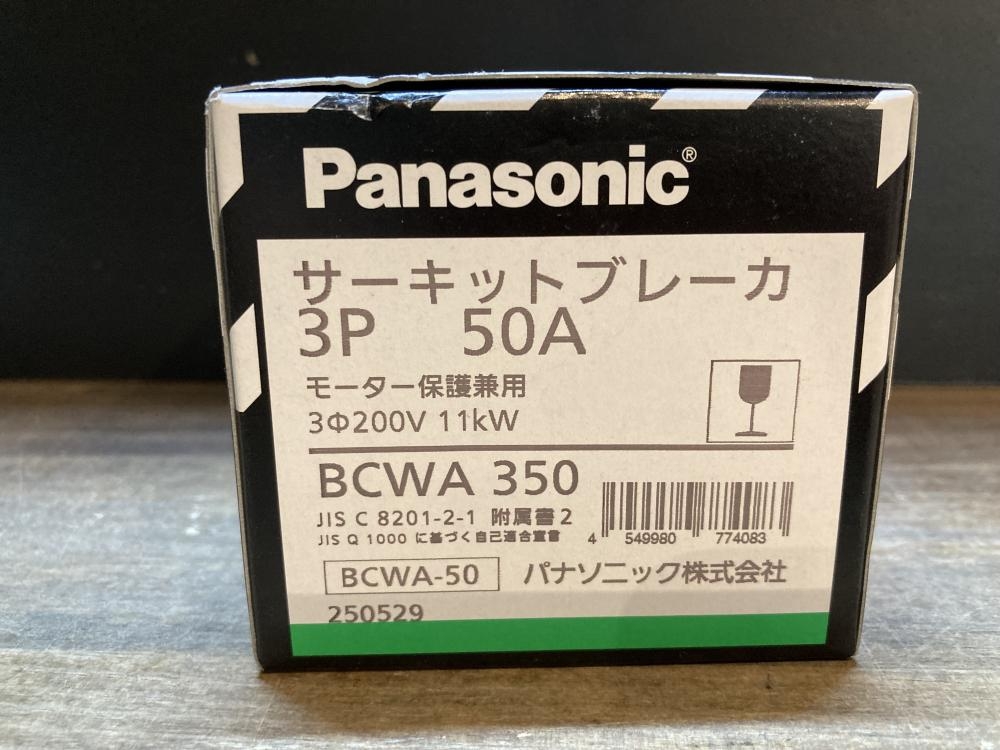 Panasonic®
サーキットブレーカ
3P 50A
モーター保護兼用
3Φ200V 11kW
BCWA 350
JIS C 8201-2-1 附属書2
JIS Q 1000 に基づく自己適合宣言
4 549980 774083
BCWA-50 パナソニック株式会社
250529